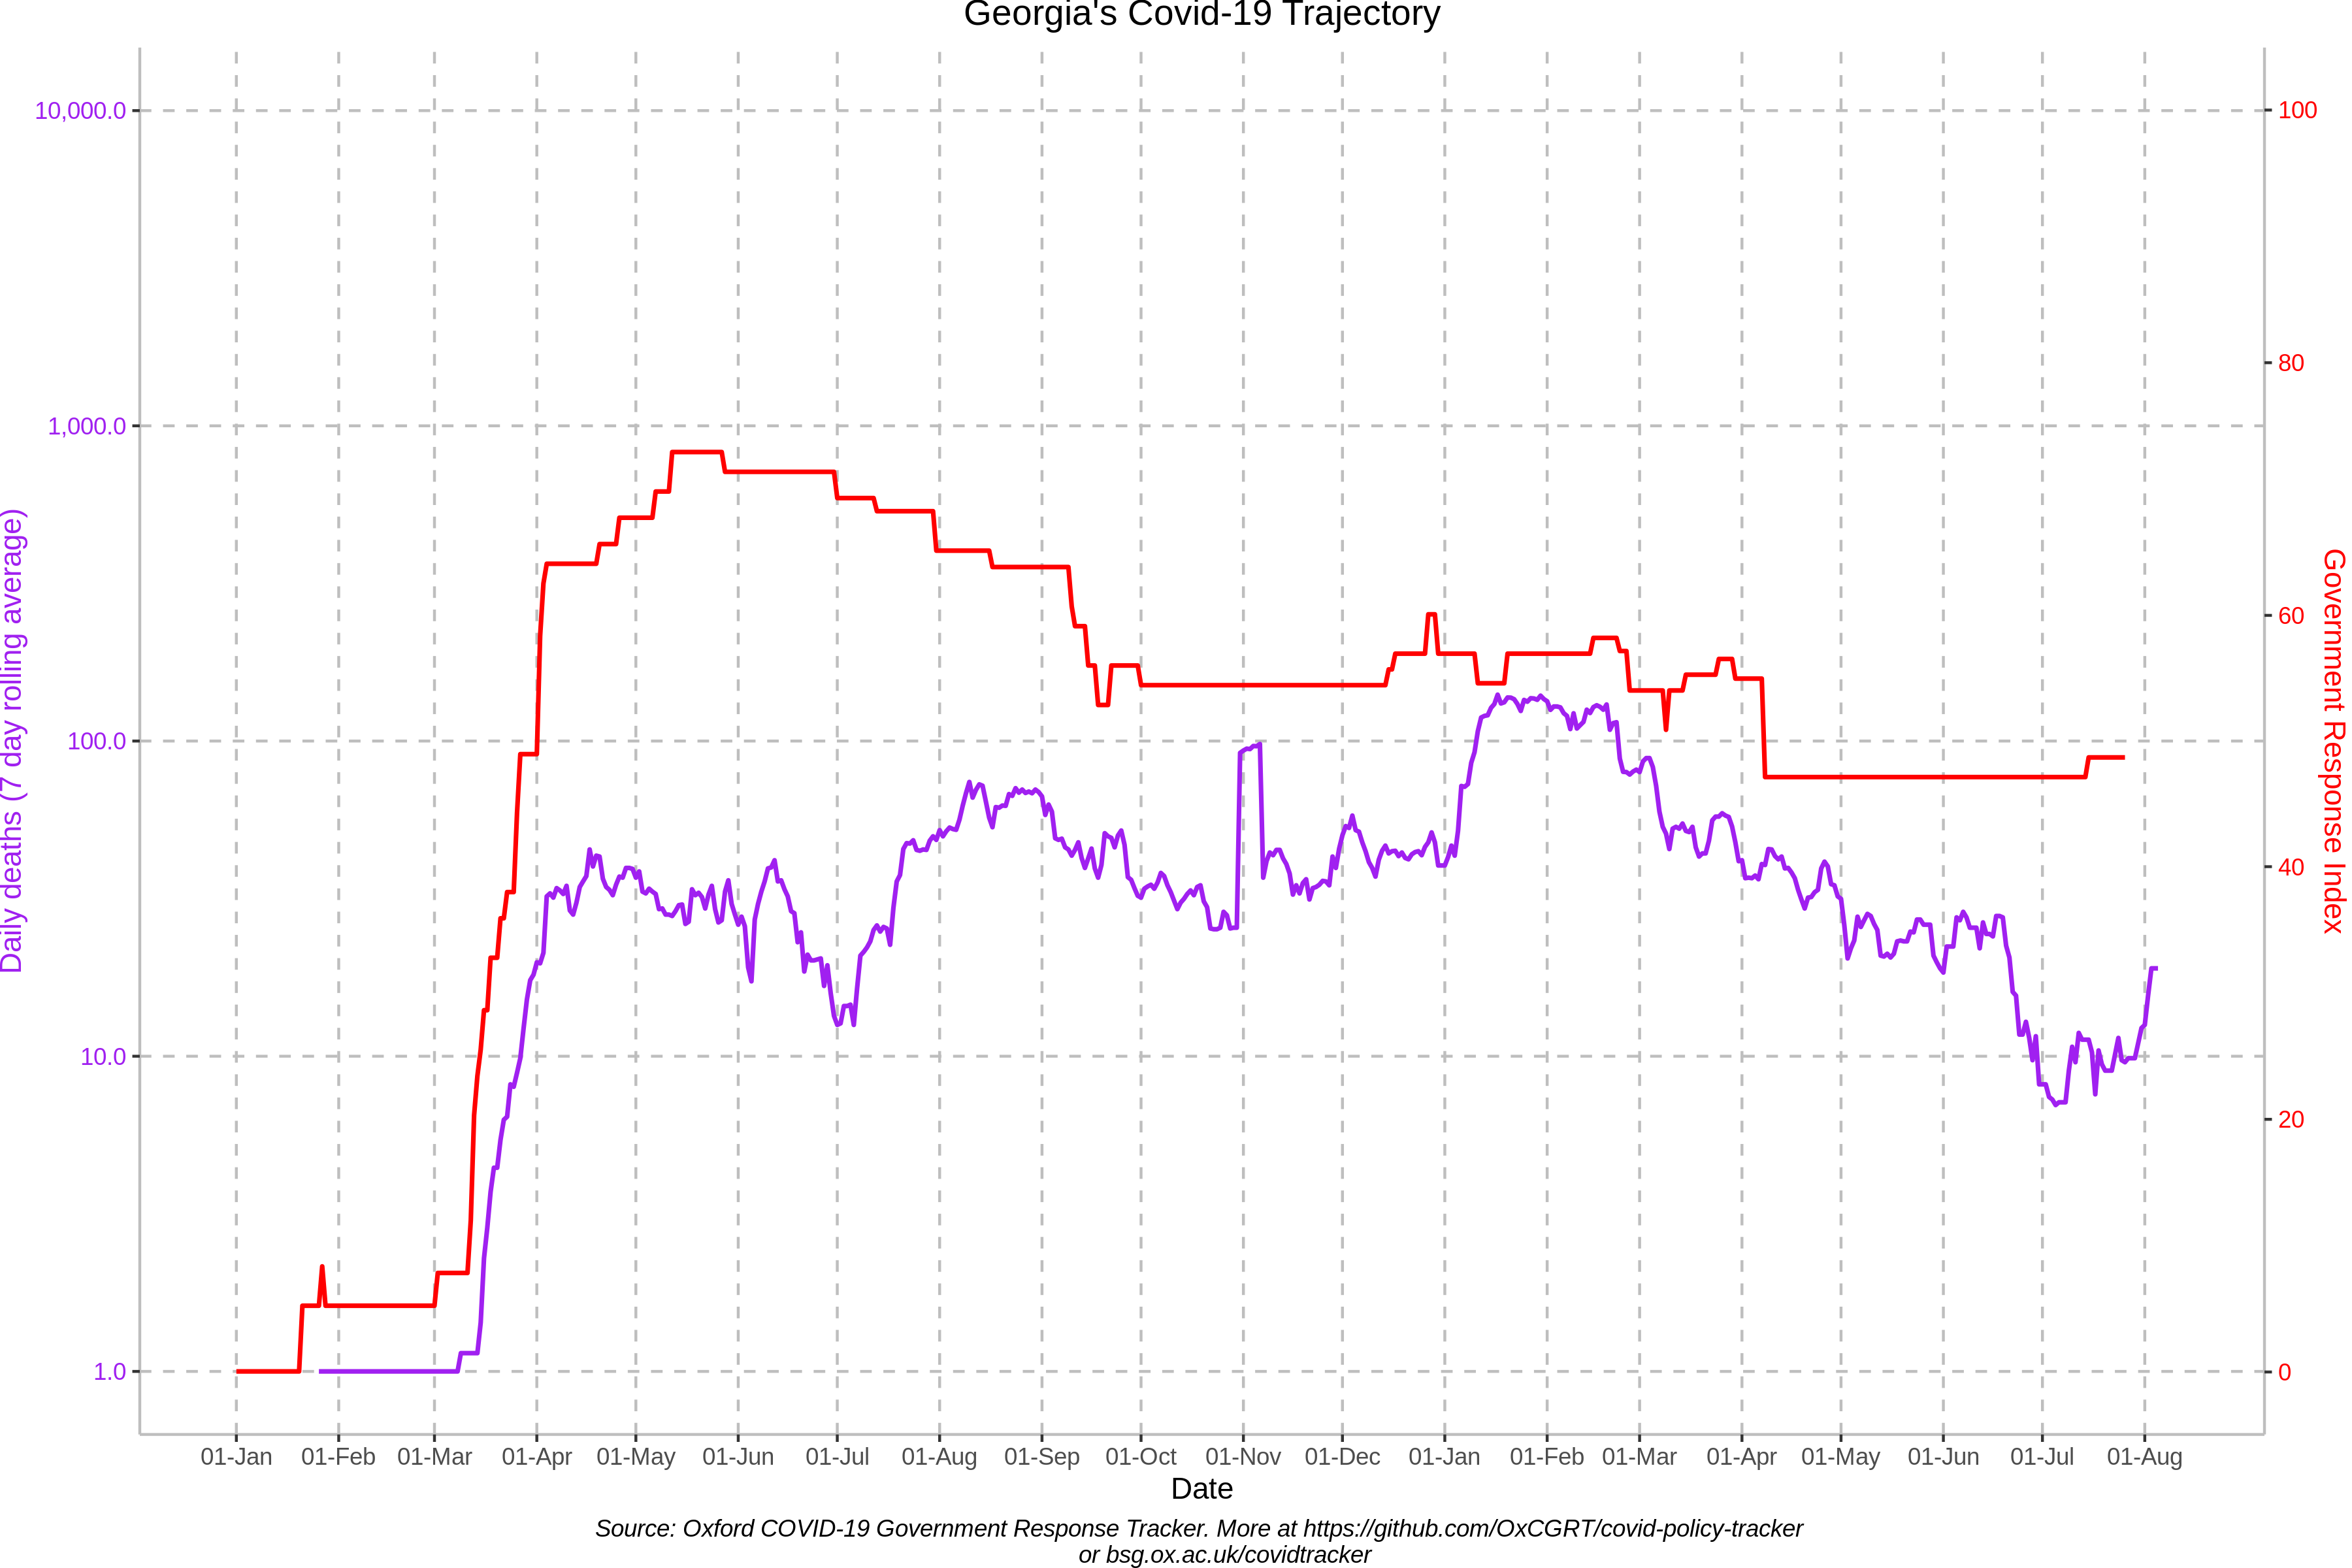 Georgia's Covid-19 Trajectory
10,000.0
1,000.0
100.0
10.0
1.0
Daily deaths (7 day rolling average)
100
80
60
40
20
0
Government Response Index
01-Jan 01-Feb 01-Mar 01-Apr 01-May 01-Jun 01-Jul 01-Aug 01-Sep 01-Oct 01-Nov 01-Dec 01-Jan 01-Feb 01-Mar 01-Apr 01-May 01-Jun 01-Jul 01-Aug
Date
Source: Oxford COVID-19 Government Response Tracker. More at https://github.com/OxCGRT/covid-policy-tracker
or bsg.ox.ac.uk/covidtracker